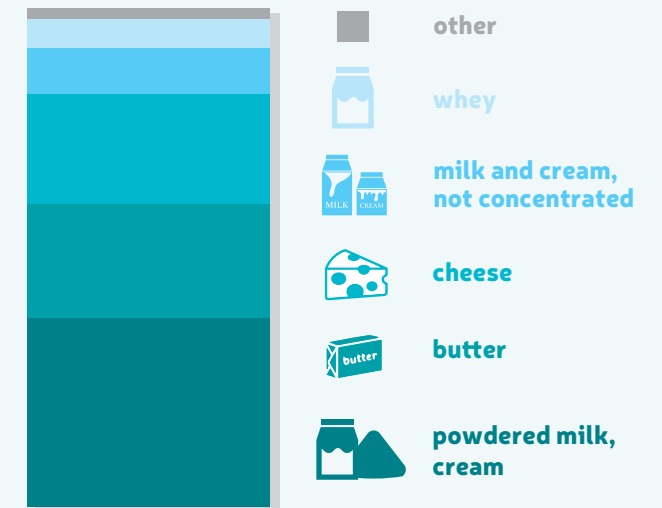 other
whey
milk and cream,
not concentrated
MILK
CREAM
cheese
butter
butter
powdered milk,
cream